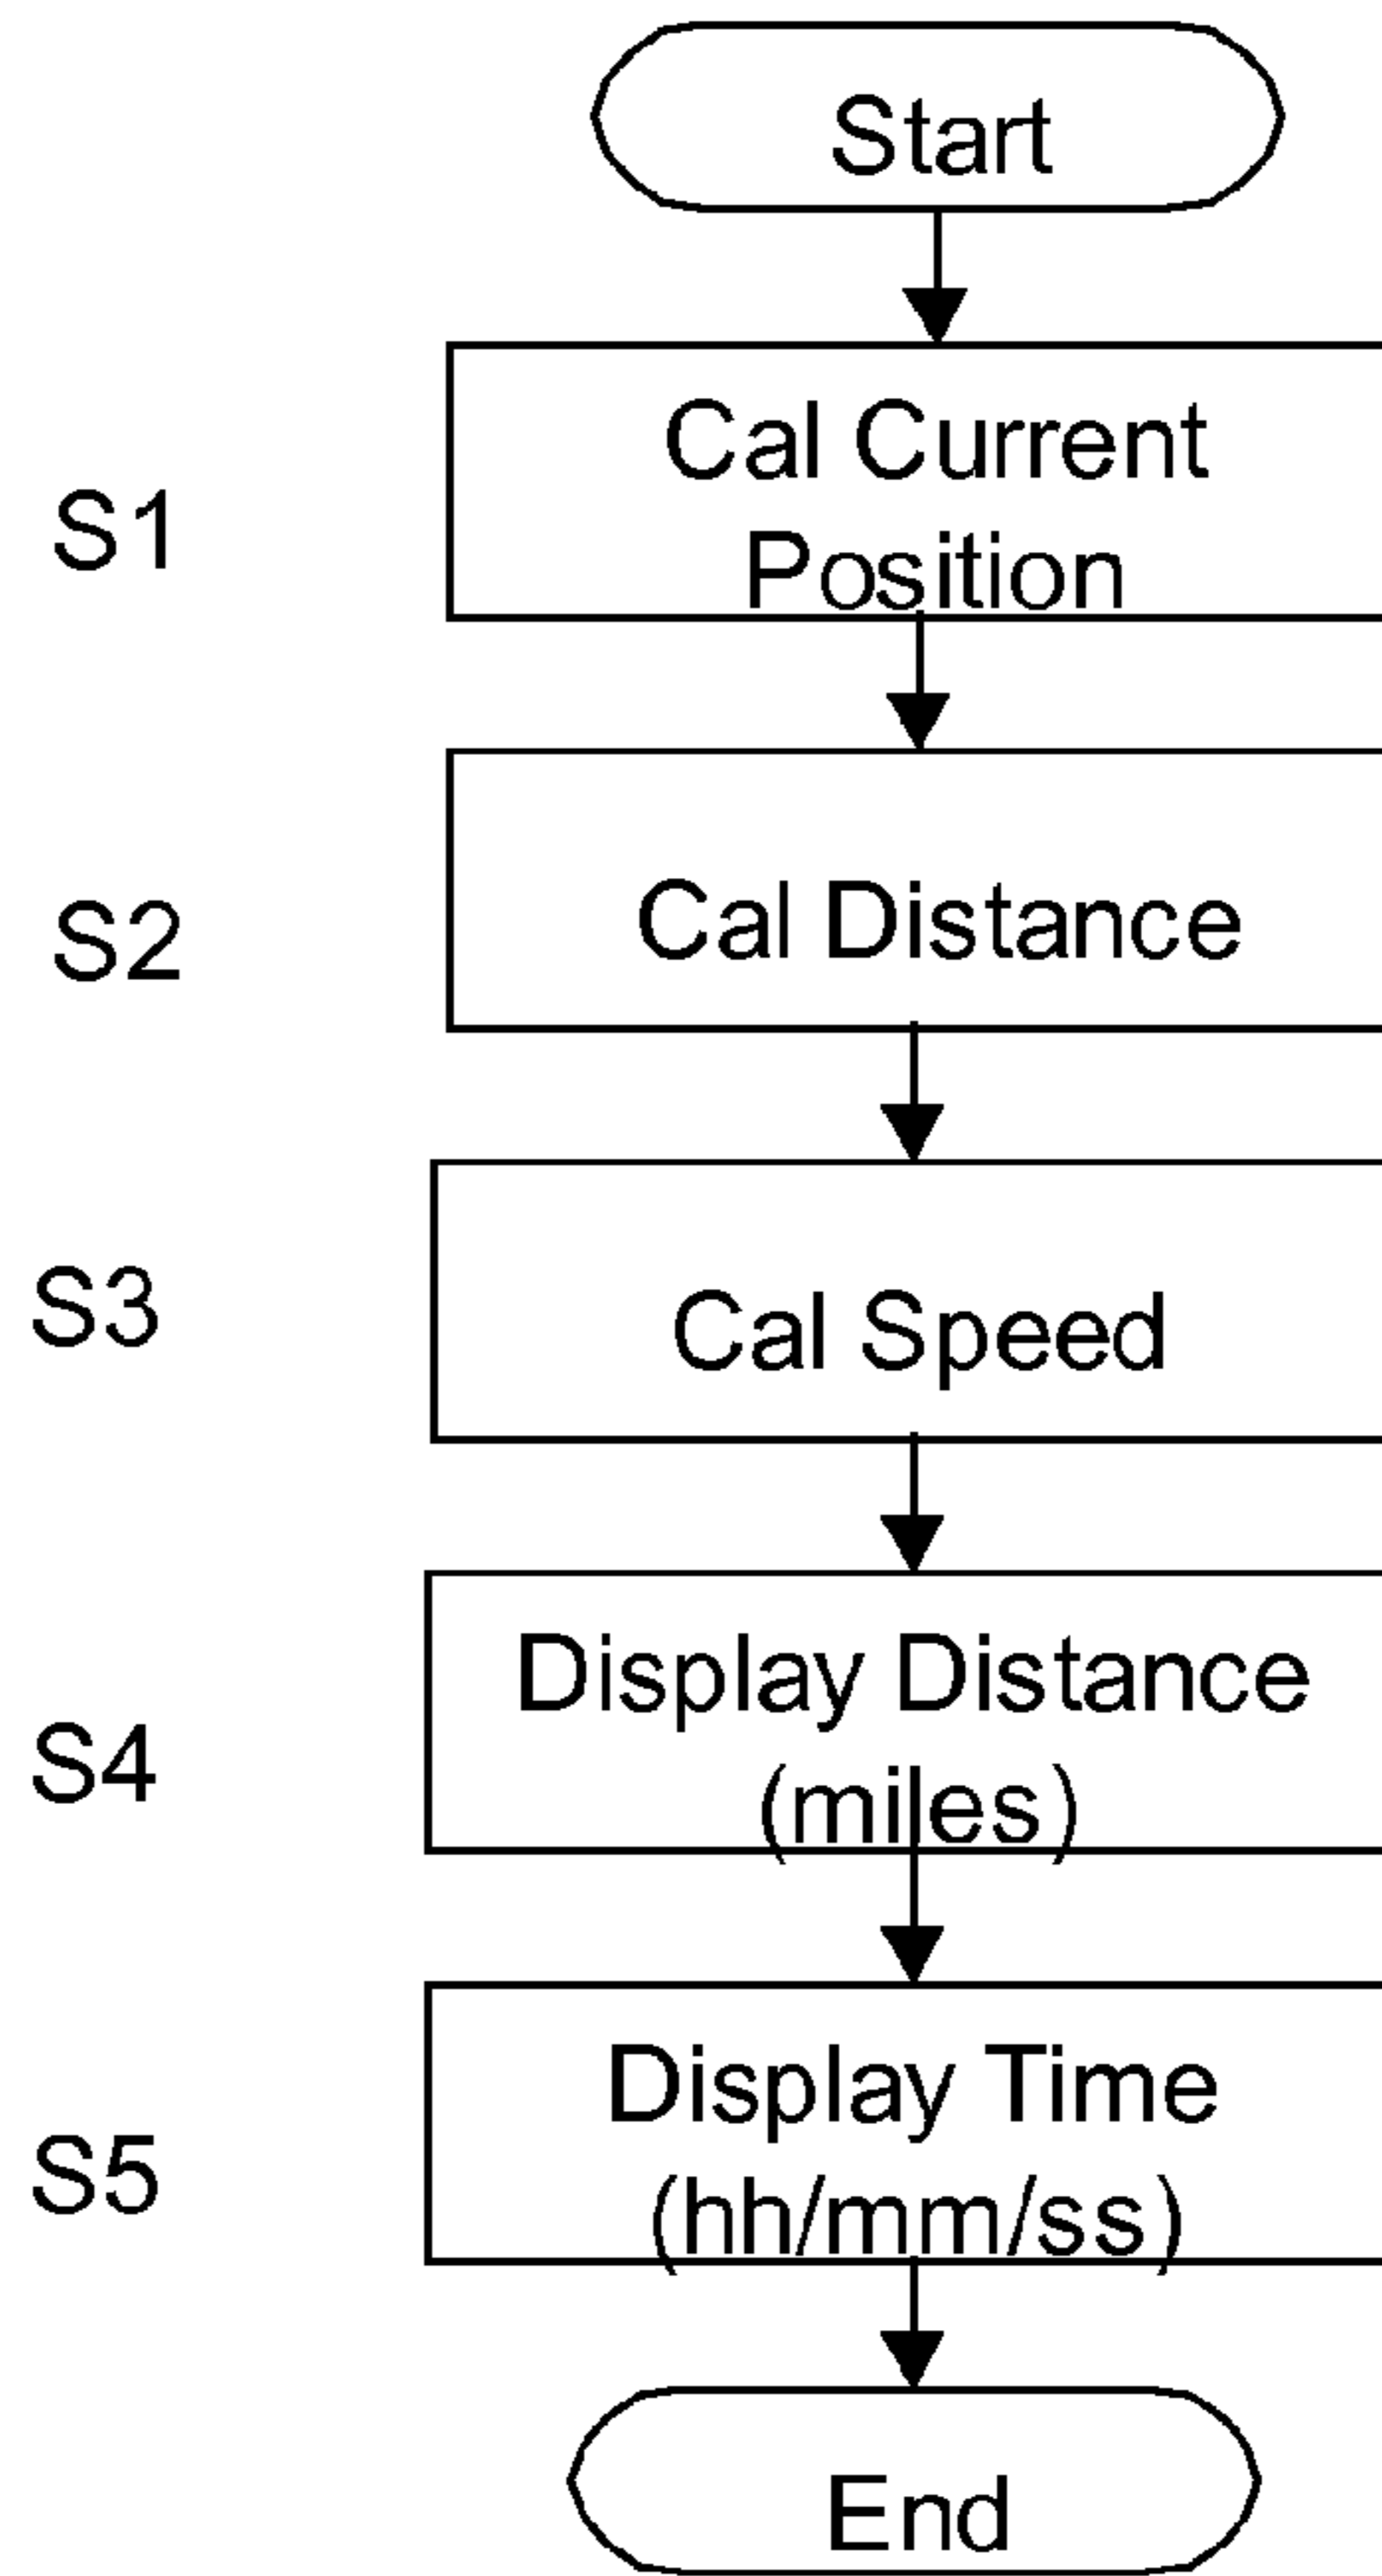 Start
S1
Cal Current
Position
S2
Cal Distance
S3
Cal Speed
S4
Display Distance
(miles)
S5
Display Time
(hh/mm/ss)
End